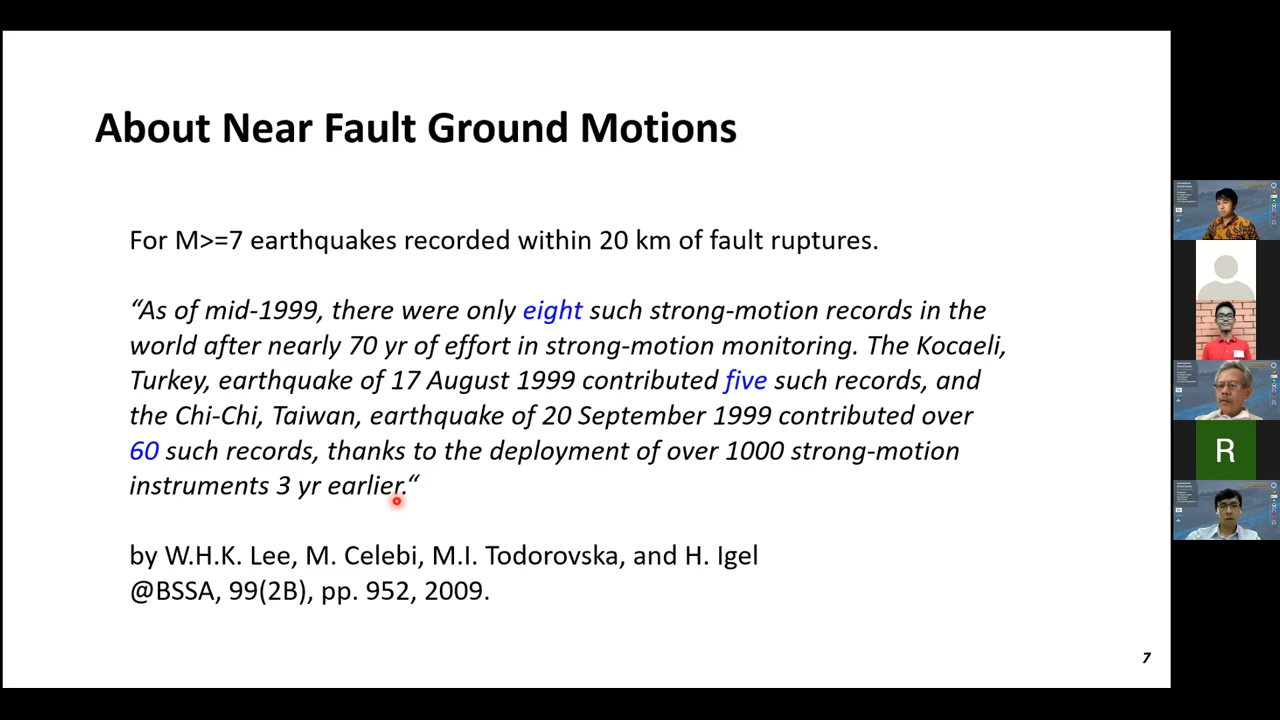 About Near Fault Ground Motions
For M>=7 earthquakes recorded within 20 km of fault ruptures.
“As of mid-1999, there were only eight such strong-motion records in the
world after nearly 70 yr of effort in strong-motion monitoring. The Kocaeli,
Turkey, earthquake of 17 August 1999 contributed five such records, and
the Chi-Chi, Taiwan, earthquake of 20 September 1999 contributed over
60 such records, thanks to the deployment of over 1000 strong-motion
instruments 3 yr earlier.“
by W.H.K. Lee, M. Celebi, M.I. Todorovska, and H. Igel
@BSSA, 99(2B), pp. 952, 2009.
7
R